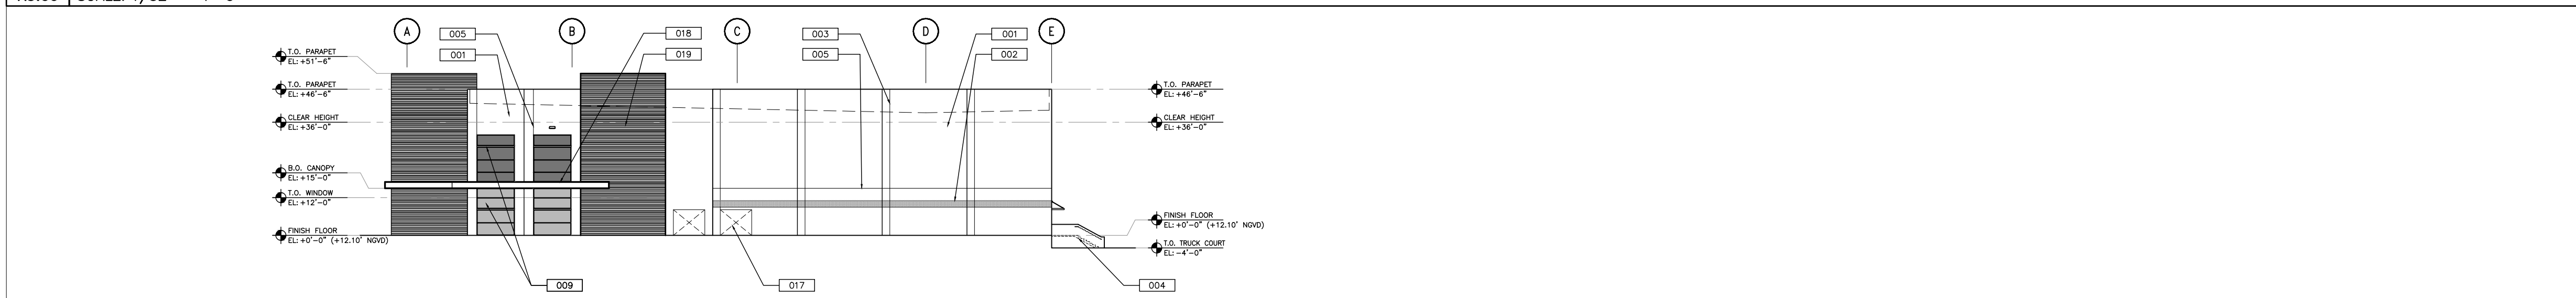 A
B
C
D
E
005
018
003
001
001
019
005
002
T.O. PARAPET
EL: +51'-6"
T.O. PARAPET
EL: +46'-6"
T.O. PARAPET
EL: +46'-6"
CLEAR HEIGHT
EL: +36'-0"
CLEAR HEIGHT
EL: +36'-0"
B.O. CANOPY
EL: +15'-0"
T.O. WINDOW
EL: +12'-0"
FINISH FLOOR
EL: +0'-0" (+12.10' NGVD)
FINISH FLOOR
EL: +0'-0" (+12.10' NGVD)
T.O. TRUCK COURT
EL: -4'-0"
009
017
004